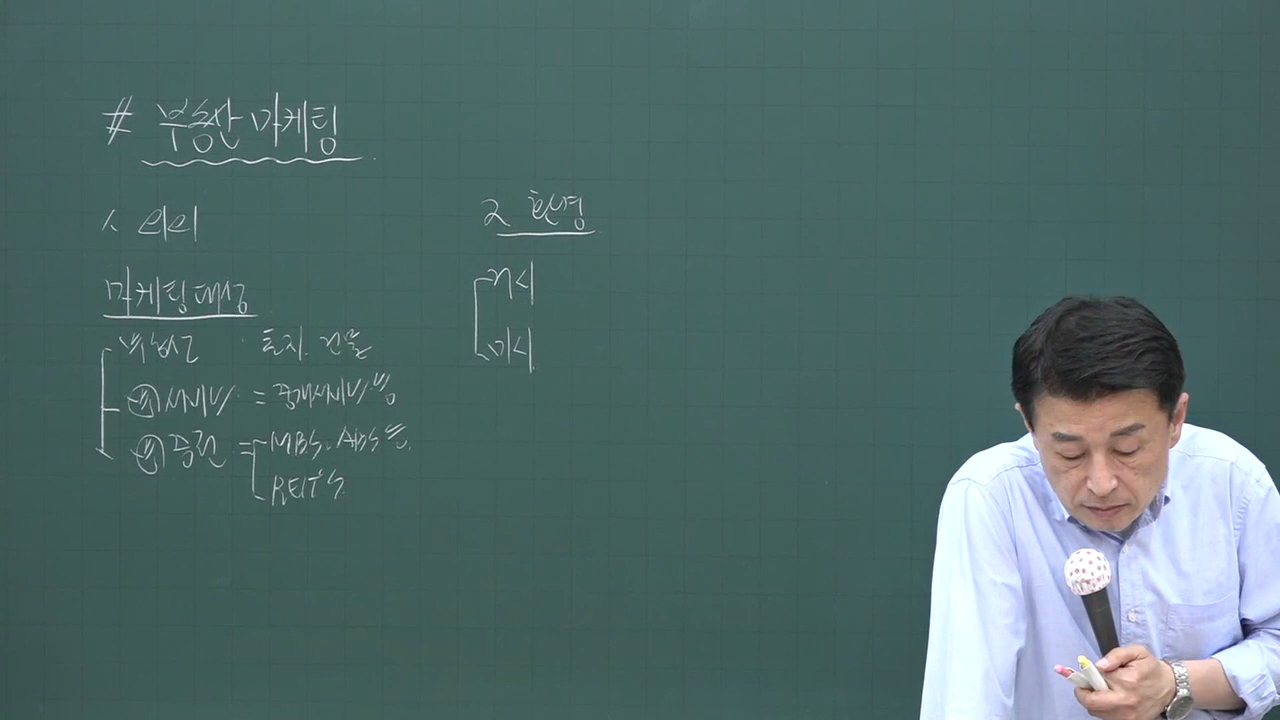 # 부동산 마케팅
1. 의의
마케팅대상
부동산 · 토지. 건물
㊍서비스 = 중개서비스 등
㊍증권 = MBS. ABS 등.
REIT'S
2. 환경
거시
미시